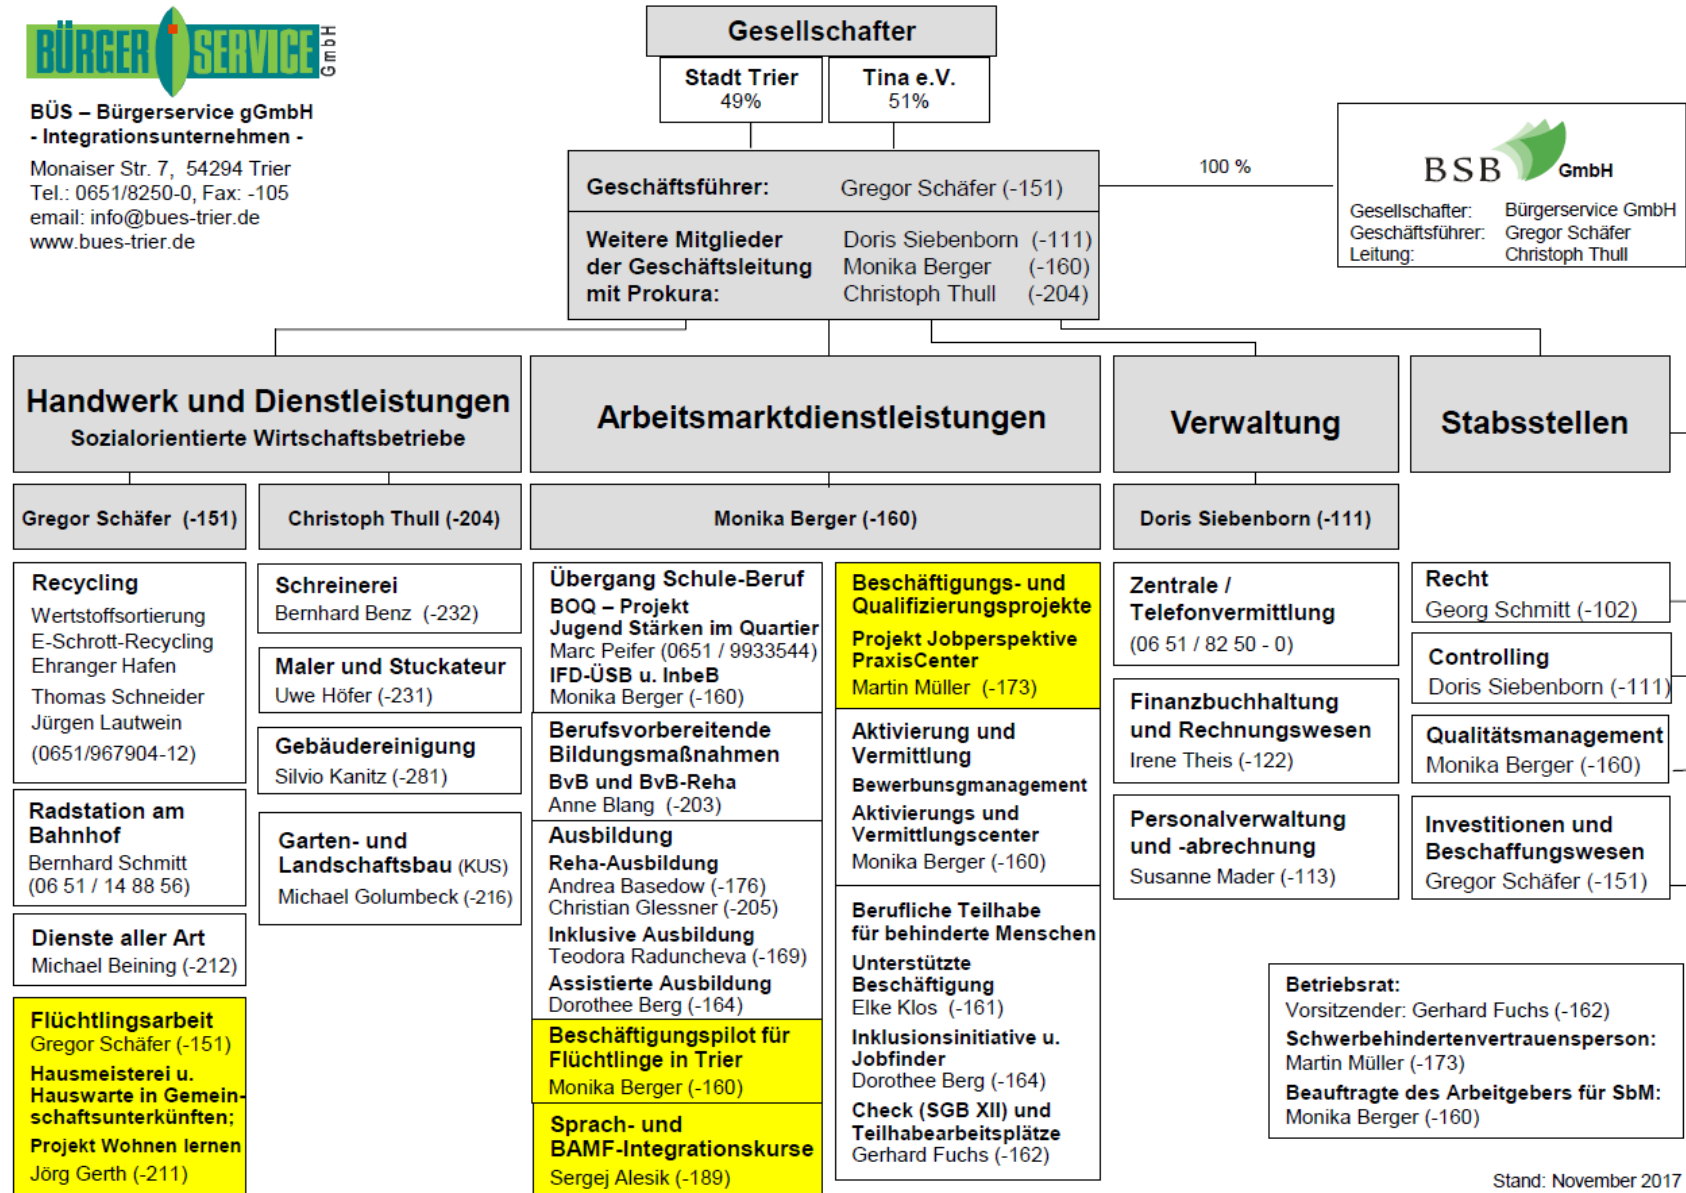 BÜRGER SERVICE GmbH
BÜS – Bürgerservice gGmbH
- Integrationsunternehmen -
Monaiser Str. 7, 54294 Trier
Tel.: 0651/8250-0, Fax: -105
email: info@bues-trier.de
www.bues-trier.de
Gesellschafter
Stadt Trier
49%
Tina e.V.
51%
Geschäftsführer: Gregor Schäfer (-151)
Weitere Mitglieder Doris Siebenborn (-111)
der Geschäftsleitung Monika Berger (-160)
mit Prokura: Christoph Thull (-204)
100 %
BSB GmbH
Gesellschafter: Bürgerservice GmbH
Geschäftsführer: Gregor Schäfer
Leitung: Christoph Thull
Handwerk und Dienstleistungen
Sozialorientierte Wirtschaftsbetriebe
Arbeitsmarktdienstleistungen
Verwaltung
Stabsstellen
Gregor Schäfer (-151)
Christoph Thull (-204)
Monika Berger (-160)
Doris Siebenborn (-111)
Recycling
Wertstoffsortierung
E-Schrott-Recycling
Ehranger Hafen
Thomas Schneider
Jürgen Lautwein
(0651/967904-12)
Radstation am
Bahnhof
Bernhard Schmitt
(06 51 / 14 88 56)
Dienste aller Art
Michael Beining (-212)
Flüchtlingsarbeit
Gregor Schäfer (-151)
Hausmeisterei u.
Hauswarte in Gemein-
schaftsunterkünften;
Projekt Wohnen lernen
Jörg Gerth (-211)
Schreinerei
Bernhard Benz (-232)
Maler und Stuckateur
Uwe Höfer (-231)
Gebäudereinigung
Silvio Kanitz (-281)
Garten- und
Landschaftsbau (KUS)
Michael Golumbeck (-216)
Übergang Schule-Beruf
BOQ – Projekt
Jugend Stärken im Quartier
Marc Peifer (0651 / 9933544)
IFD-ÜSB u. InbeB
Monika Berger (-160)
Berufsvorbereitende
Bildungsmaßnahmen
BvB und BvB-Reha
Anne Blang (-203)
Ausbildung
Reha-Ausbildung
Andrea Basedow (-176)
Christian Glessner (-205)
Inklusive Ausbildung
Teodora Raduncheva (-169)
Assistierte Ausbildung
Dorothee Berg (-164)
Beschäftigungspilot für
Flüchtlinge in Trier
Monika Berger (-160)
Sprach- und
BAMF-Integrationskurse
Sergej Alesik (-189)
Beschäftigungs- und
Qualifizierungsprojekte
Projekt Jobperspektive
PraxisCenter
Martin Müller (-173)
Aktivierung und
Vermittlung
Bewerbunsgmanagement
Aktivierungs und
Vermittlungscenter
Monika Berger (-160)
Berufliche Teilhabe
für behinderte Menschen
Unterstützte
Beschäftigung
Elke Klos (-161)
Inklusionsinitiative u.
Jobfinder
Dorothee Berg (-164)
Check (SGB XII) und
Teilhabearbeitsplätze
Gerhard Fuchs (-162)
Zentrale /
Telefonvermittlung
(06 51 / 82 50 - 0)
Finanzbuchhaltung
und Rechnungswesen
Irene Theis (-122)
Personalverwaltung
und -abrechnung
Susanne Mader (-113)
Recht
Georg Schmitt (-102)
Controlling
Doris Siebenborn (-111)
Qualitätsmanagement
Monika Berger (-160)
Investitionen und
Beschaffungswesen
Gregor Schäfer (-151)
Betriebsrat:
Vorsitzender: Gerhard Fuchs (-162)
Schwerbehindertenvertrauensperson:
Martin Müller (-173)
Beauftragte des Arbeitgebers für SbM:
Monika Berger (-160)
Stand: November 2017